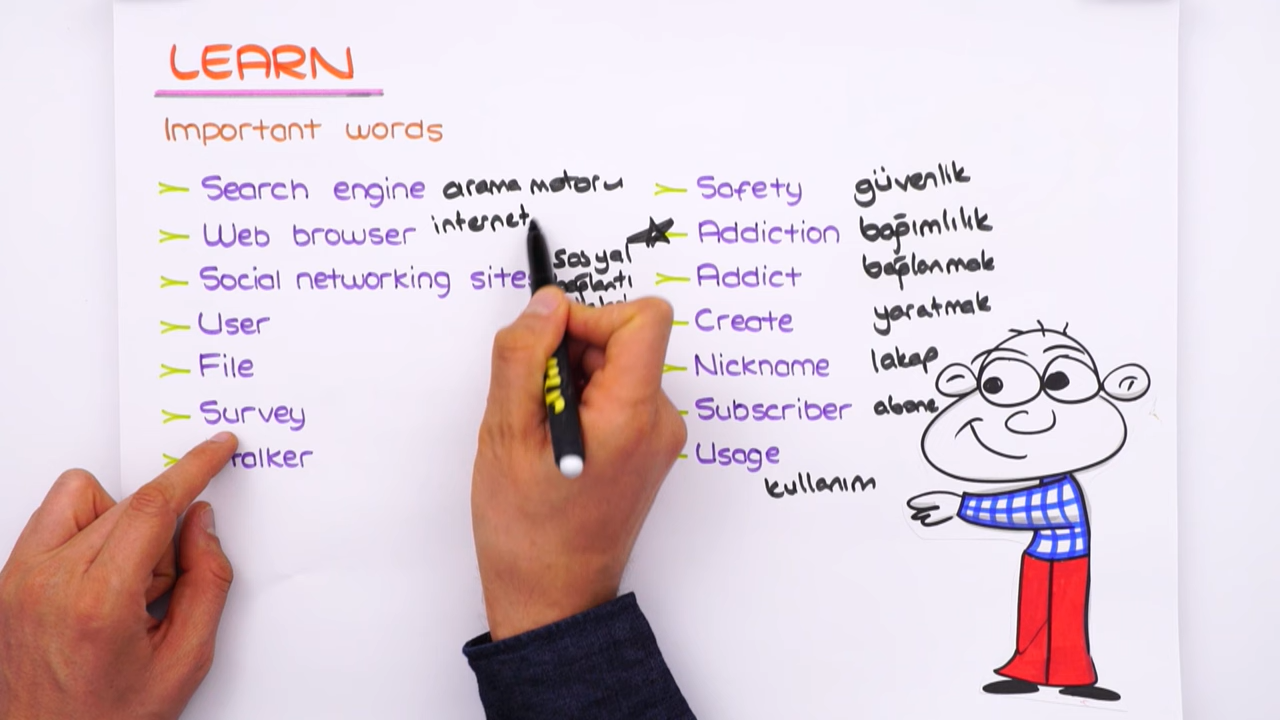 LEARN
Important words
Search engine arama motoru
Web browser internet
Social networking sites sosyal
bağlantı
User
File
Survey
Safety güvenlik
Addiction bağımlılık
Addict bağlanmak
Create yaratmak
Nickname lakap
Subscriber abone
Usage
kullanım